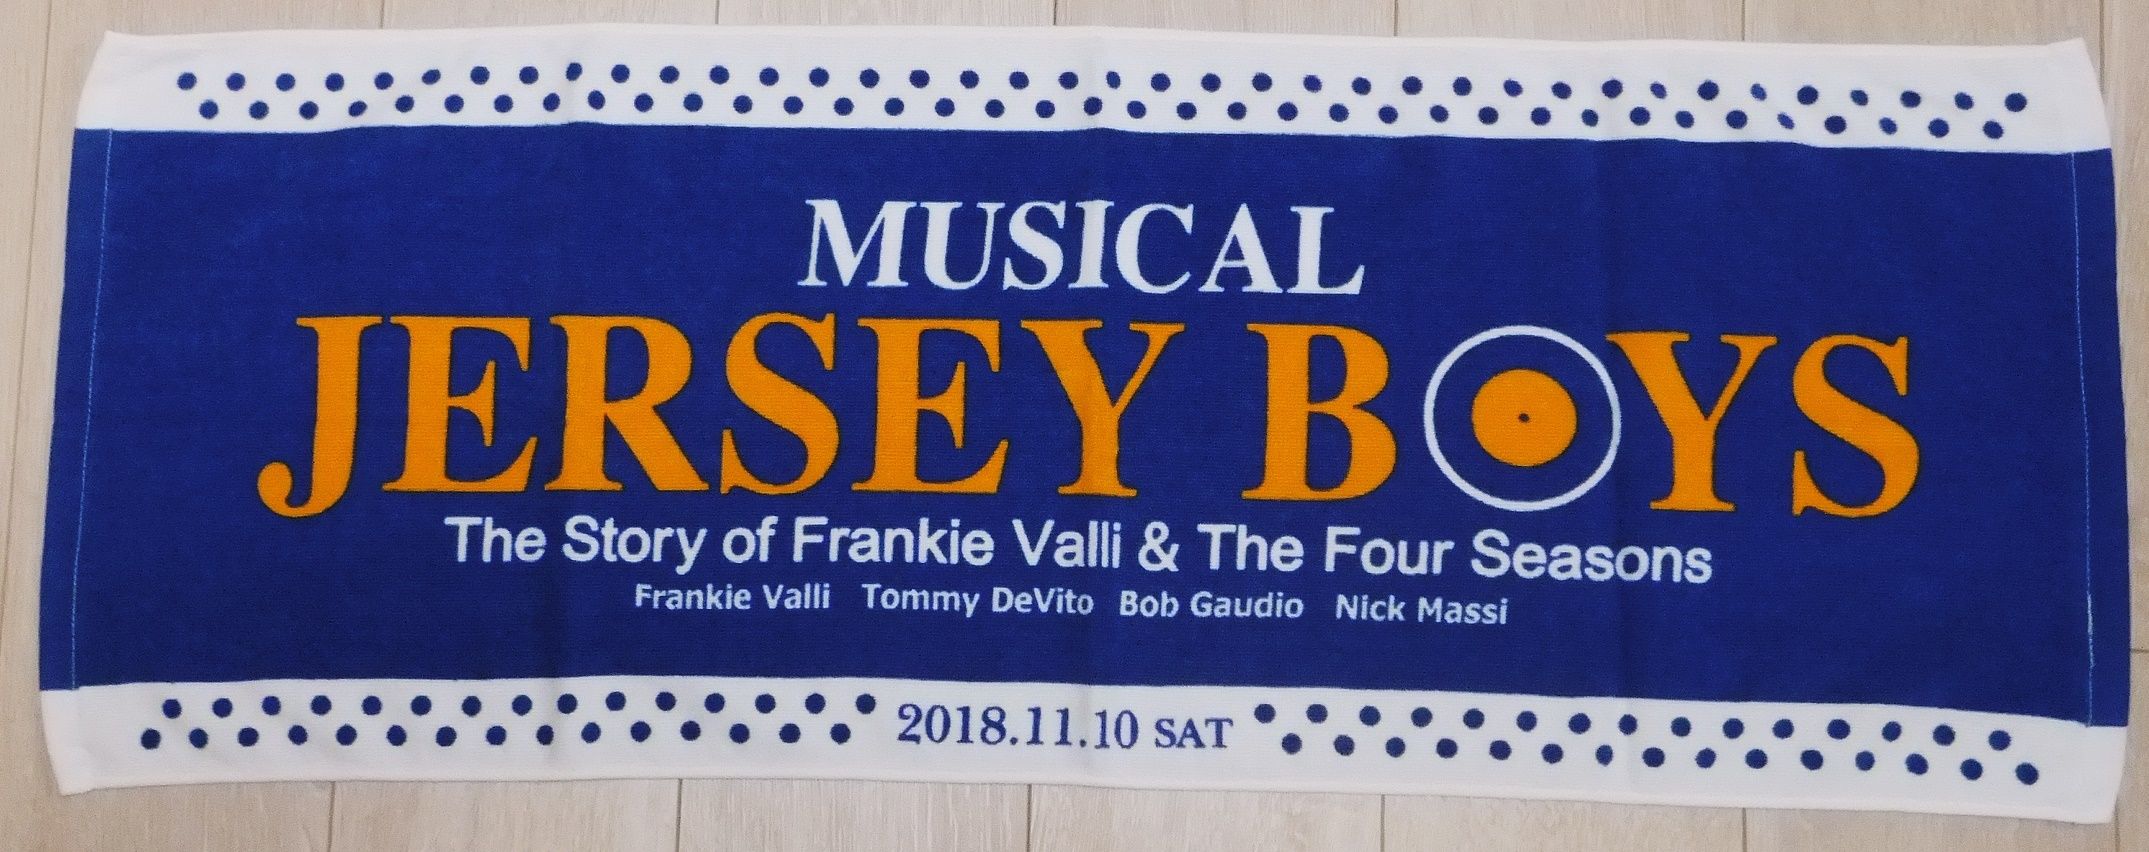 MUSICAL
JERSEY BOYS
The Story of Frankie Valli & The Four Seasons
Frankie Valli Tommy DeVito Bob Gaudio Nick Massi
2018.11.10 SAT